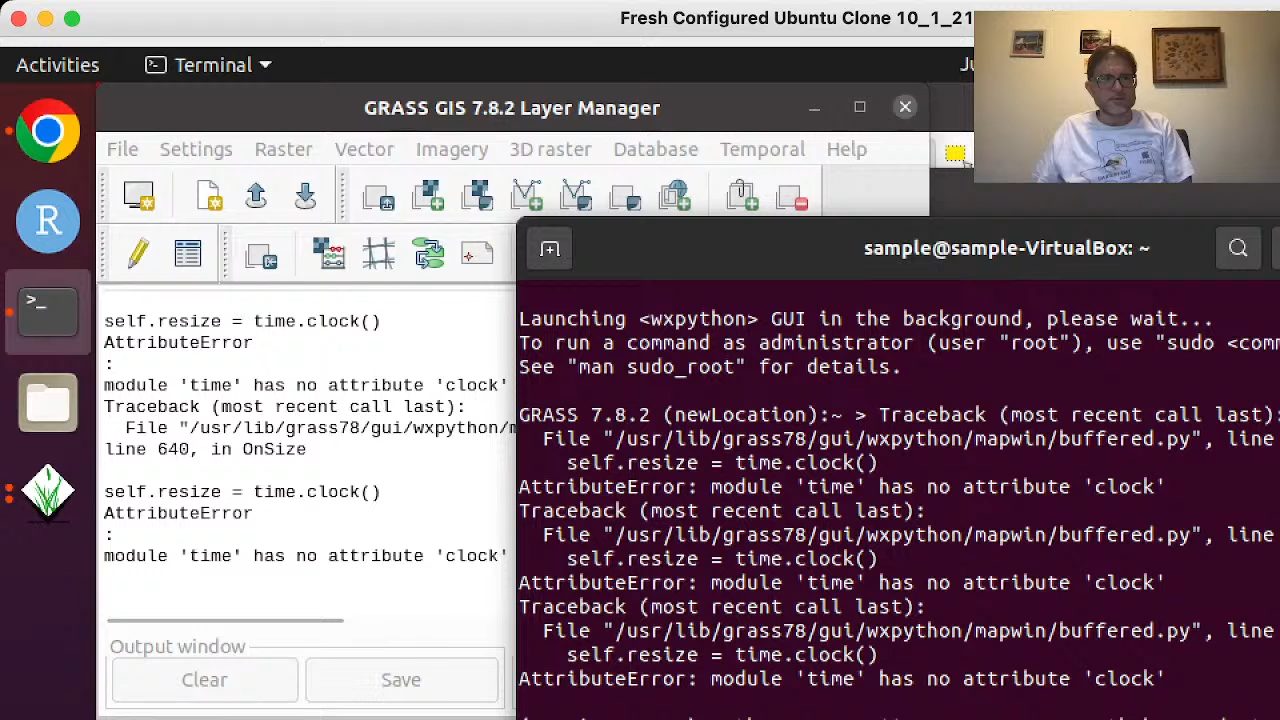 Fresh Configured Ubuntu Clone 10_1_21
Activities
Terminal
GRASS GIS 7.8.2 Layer Manager
File Settings Raster Vector Imagery 3D raster Database Temporal Help
R
self.resize = time.clock()
AttributeError
:
module 'time' has no attribute 'clock'
Traceback (most recent call last):
File "/usr/lib/grass78/gui/wxpython/m
line 640, in OnSize
self.resize = time.clock()
AttributeError
:
module 'time' has no attribute 'clock'
Output window
Clear
Save
sample@sample-VirtualBox: ~
Launching <wxpython> GUI in the background, please wait...
To run a command as administrator (user "root"), use "sudo <comm
See "man sudo_root" for details.
GRASS 7.8.2 (newLocation):~ > Traceback (most recent call last):
File "/usr/lib/grass78/gui/wxpython/mapwin/buffered.py", line
self.resize = time.clock()
AttributeError: module 'time' has no attribute 'clock'
Traceback (most recent call last):
File "/usr/lib/grass78/gui/wxpython/mapwin/buffered.py", line
self.resize = time.clock()
AttributeError: module 'time' has no attribute 'clock'
Traceback (most recent call last):
File "/usr/lib/grass78/gui/wxpython/mapwin/buffered.py", line
self.resize = time.clock()
AttributeError: module 'time' has no attribute 'clock'